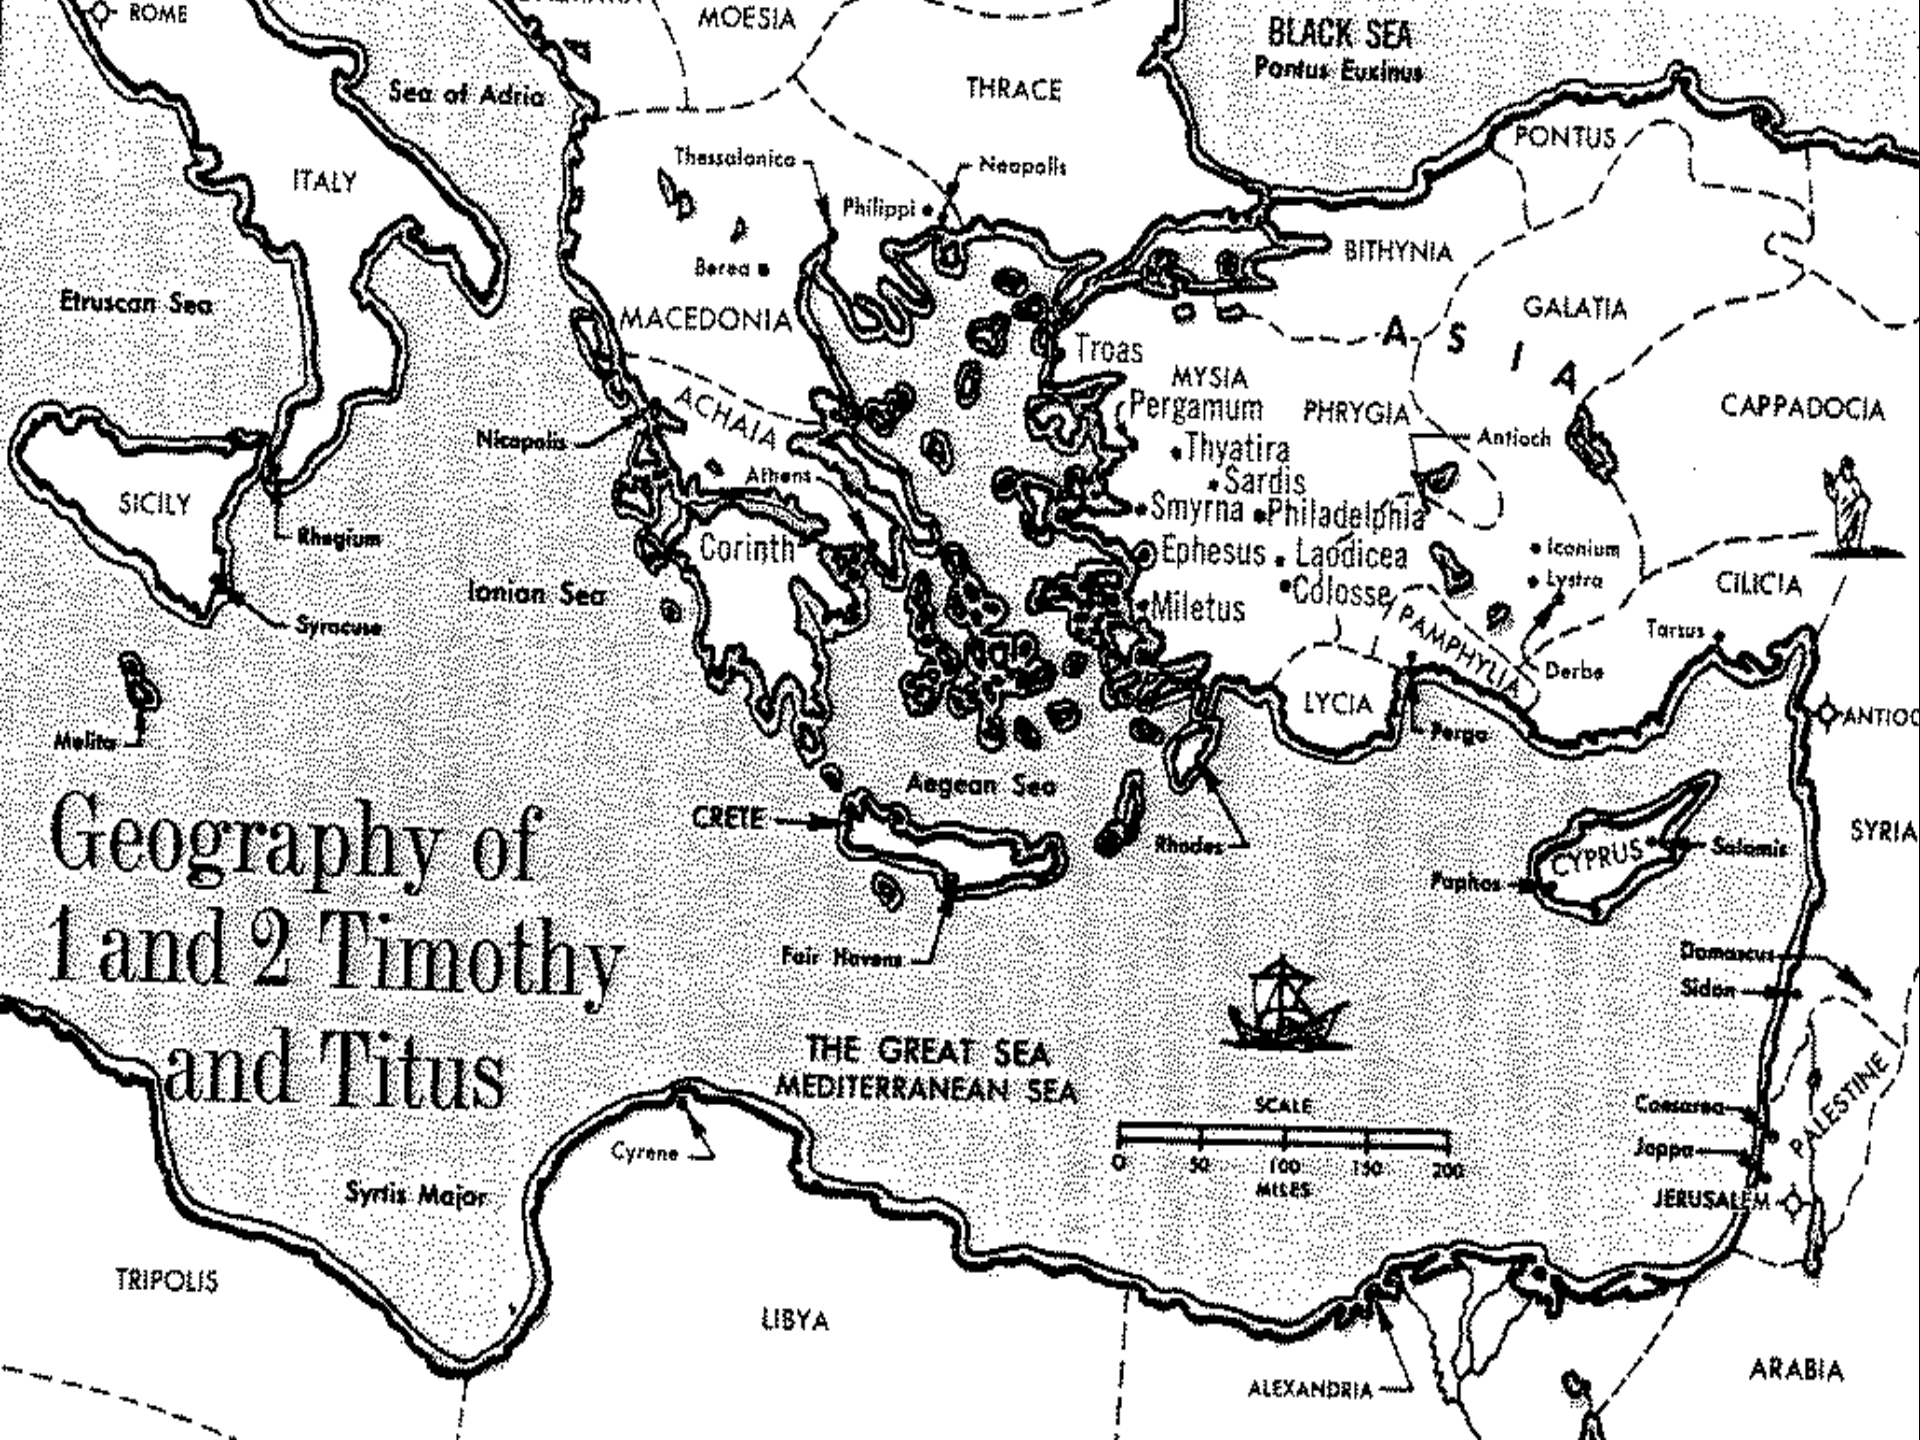 ROME
MOESIA
BLACK SEA
Pontus Euxinus
Sea of Adria
THRACE
PONTUS
Thessalonica
Neapolis
ITALY
Philippi
BITHYNIA
Berea
Etruscan Sea
MACEDONIA
GALATIA
A S I A
Troas
MYSIA
ACHAIA
Pergamum
PHRYGIA
CAPPADOCIA
Nicopolis
Antioch
Thyatira
Athens
Sardis
SICILY
Smyrna
Philadelphia
Rhegium
Corinth
Ephesus
Laodicea
Iconium
Ionian Sea
Colosse
Lystra
CILICIA
Miletus
Syracuse
PAMPHYLIA
Tarsus
Derbe
LYCIA
ANTIOC
Melita
Perga
Aegean Sea
CRETE
Rhodes
SYRIA
CYPRUS
Salamis
Paphos
Geography of
1 and 2 Timothy
and Titus
Fair Havens
Damascus
Sidon
THE GREAT SEA
MEDITERRANEAN SEA
PALESTINE
SCALE
0 50 100 150 200
MILES
Caesarea
Joppa
Cyrene
JERUSALEM
Syrtis Major
TRIPOLIS
LIBYA
ARABIA
ALEXANDRIA